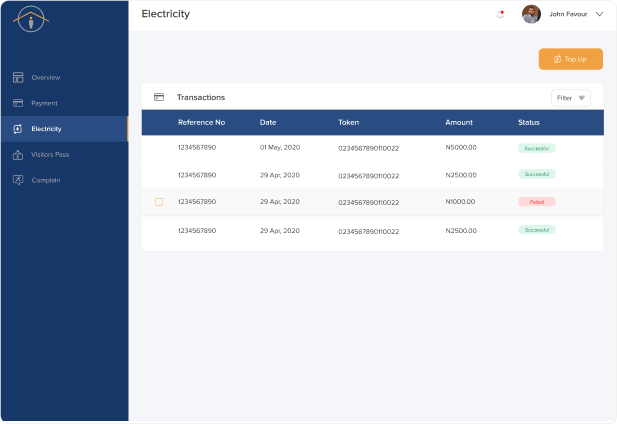 Electricity
John Favour
Overview
Payment
Electricity
Visitors Pass
Complain
Top Up
Transactions
Filter
Reference No Date Token Amount Status
1234567890 01 May, 2020 0234567890110022 N5000.00 Successful
1234567890 29 Apr, 2020 0234567890110022 N2500.00 Successful
1234567890 29 Apr, 2020 0234567890110022 N1000.00 Failed
1234567890 29 Apr, 2020 0234567890110022 N2500.00 Successful